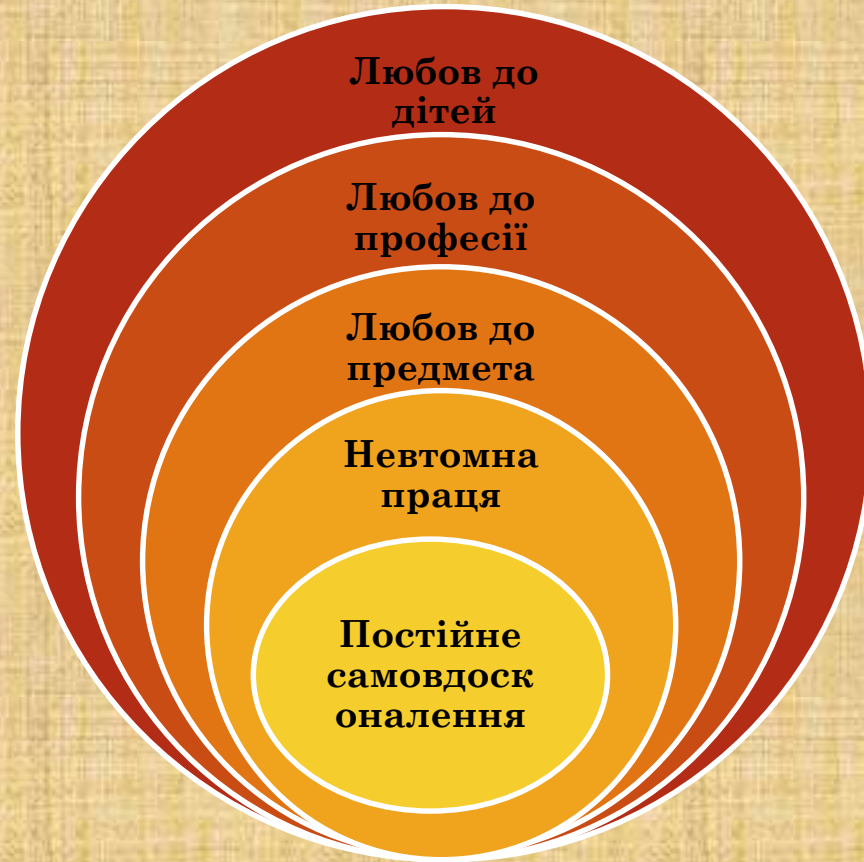 Любов до
дітей
Любов до
професії
Любов до
предмета
Невтомна
праця
Постійне
самовдоск
оналення